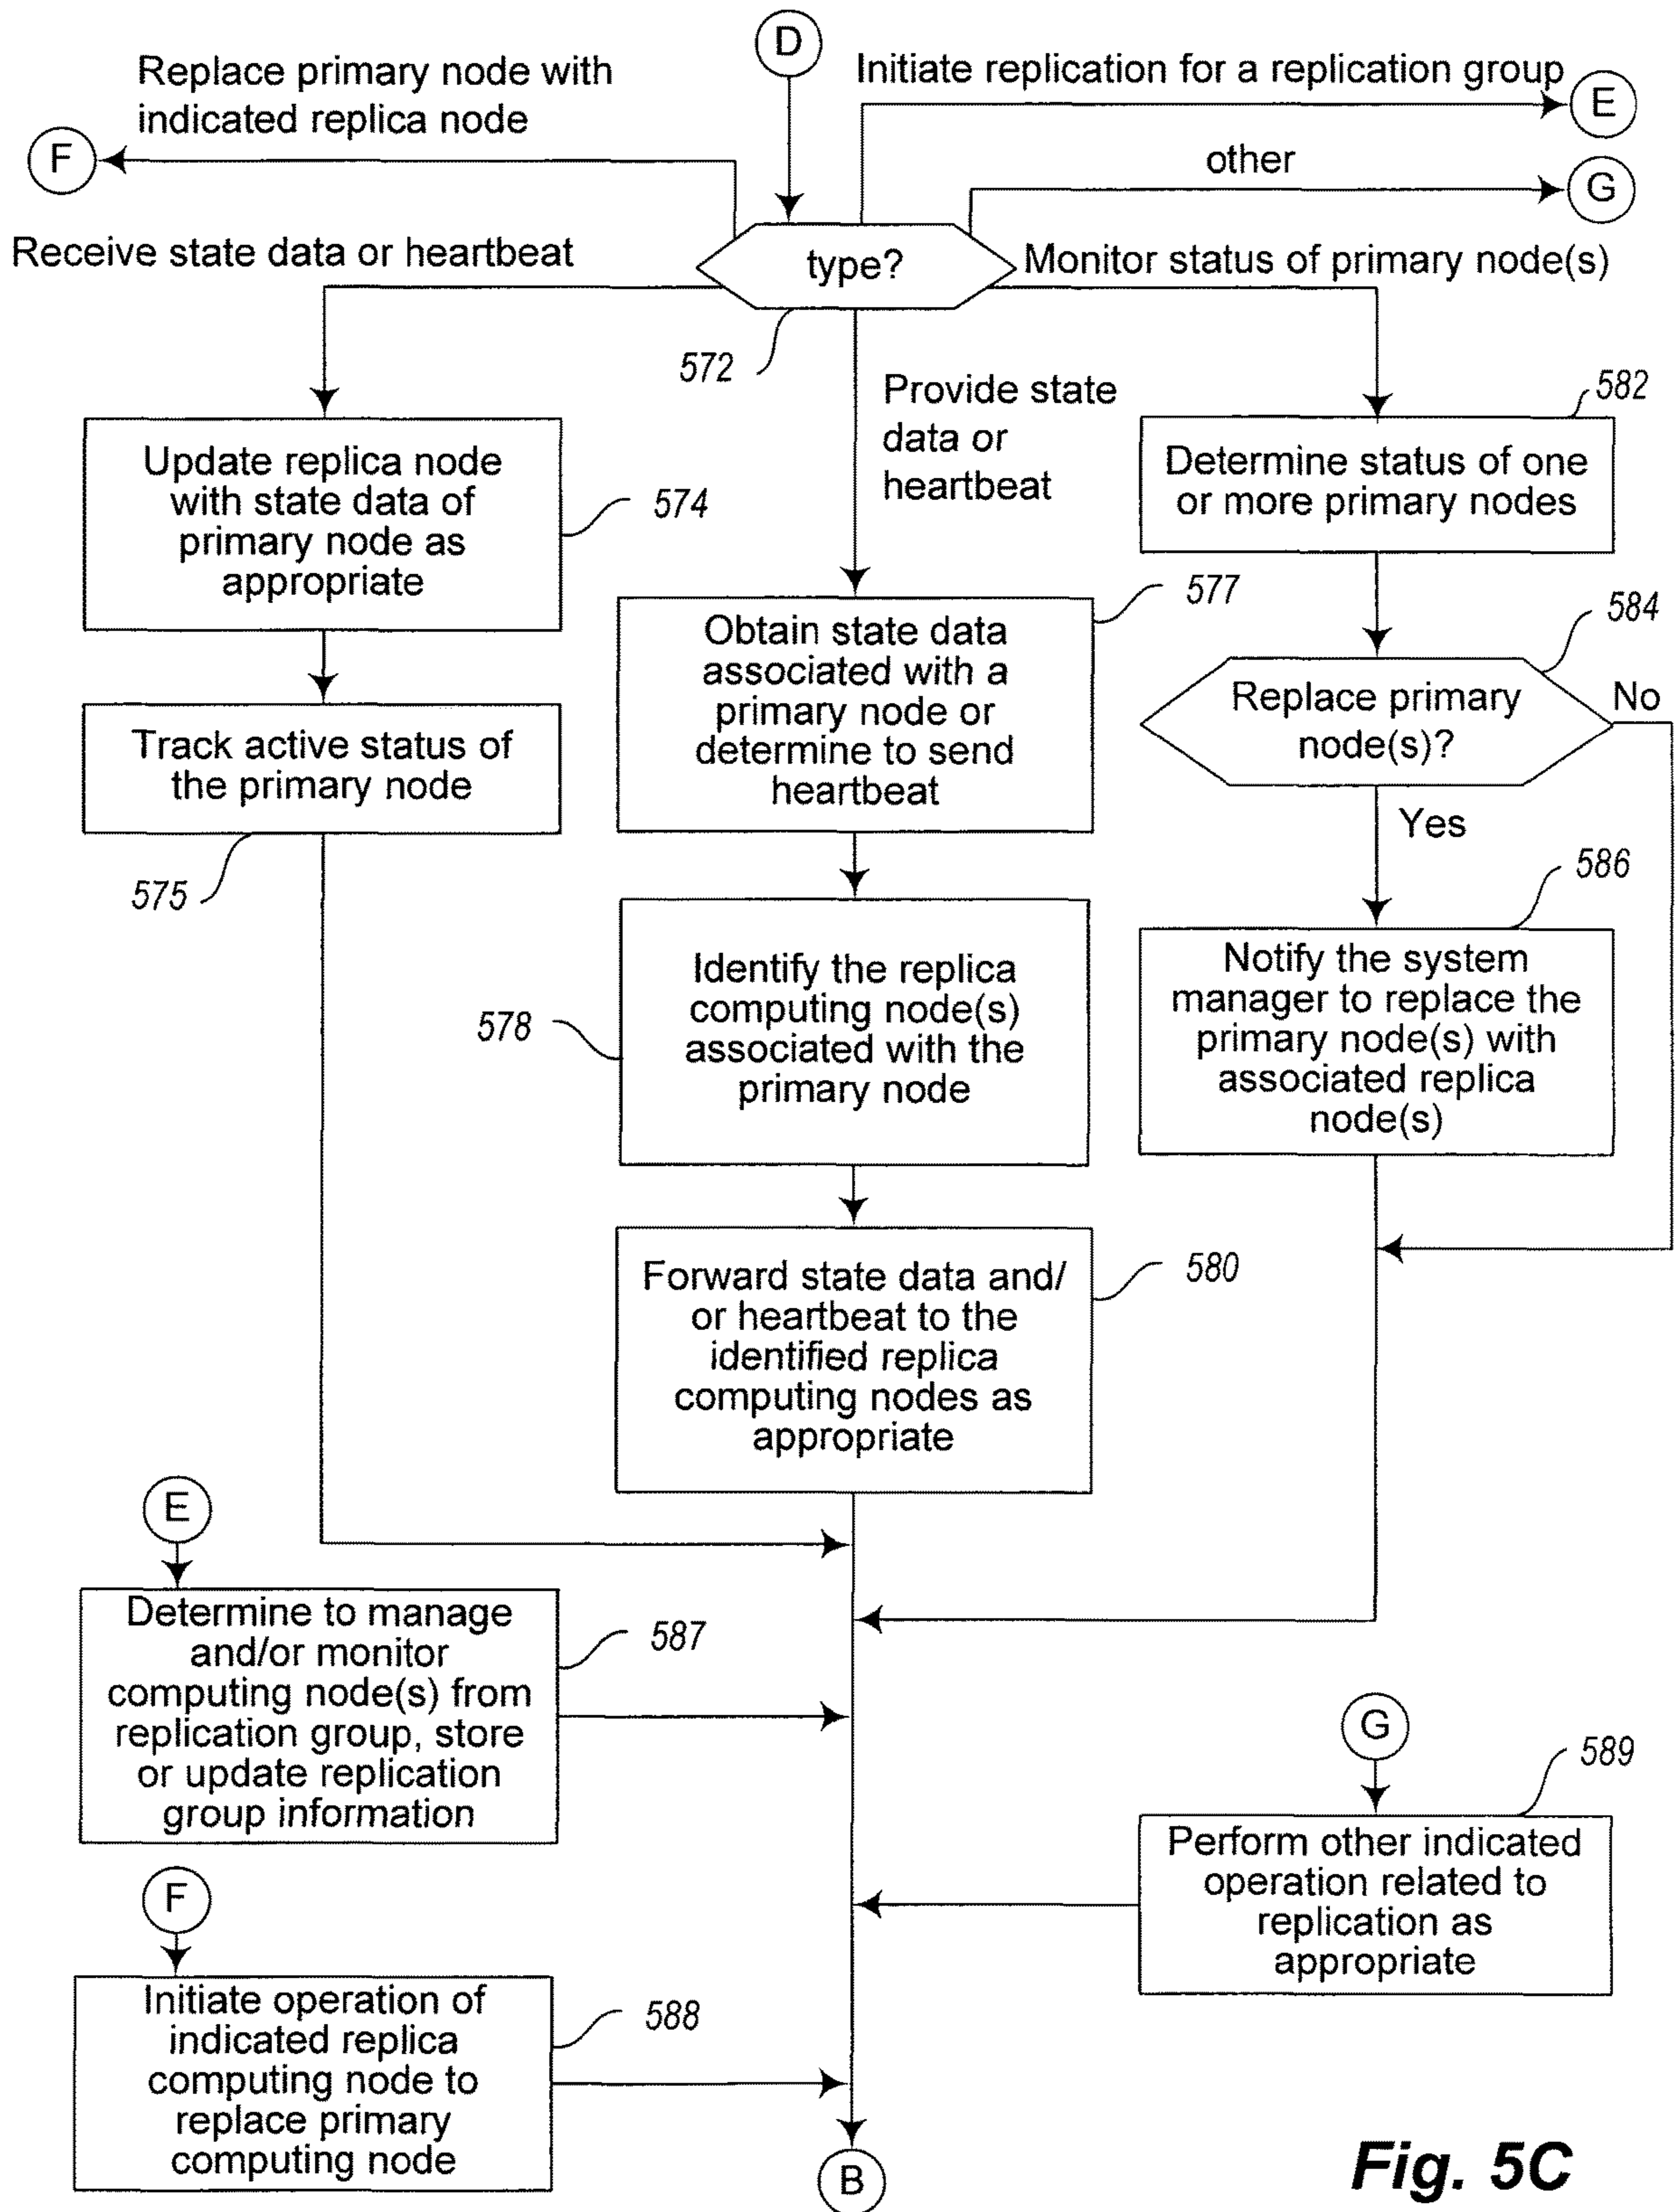 D
Replace primary node with
indicated replica node
F
Initiate replication for a replication group
E
other
G
Receive state data or heartbeat
type?
Monitor status of primary node(s)
572
Provide state
data or
heartbeat
Update replica node
with state data of
primary node as
appropriate
574
Track active status of
the primary node
575
Obtain state data
associated with a
primary node or
determine to send
heartbeat
577
Identify the replica
computing node(s)
associated with the
primary node
578
Forward state data and/
or heartbeat to the
identified replica
computing nodes as
appropriate
580
582
Determine status of one
or more primary nodes
584
Replace primary
node(s)?
No
Yes
586
Notify the system
manager to replace the
primary node(s) with
associated replica
node(s)
E
Determine to manage
and/or monitor
computing node(s) from
replication group, store
or update replication
group information
587
G
589
Perform other indicated
operation related to
replication as
appropriate
F
Initiate operation of
indicated replica
computing node to
replace primary
computing node
588
B
Fig. 5C